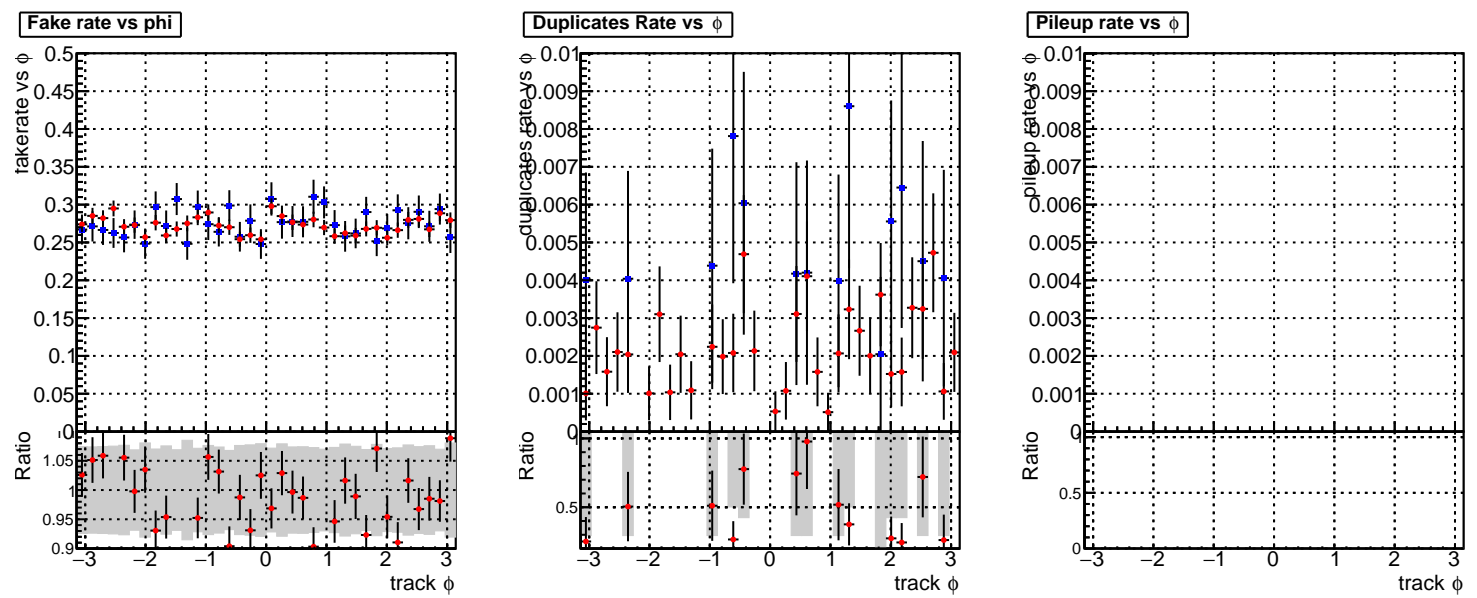 Fake rate vs phi
fakerate vs ϕ
0.5
0.45
0.4
0.35
0.3
0.25
0.2
0.15
0.1
0.05
0
Ratio
1.05
1
0.95
0.9
−3 −2 −1 0 1 2 3
track ϕ
Duplicates Rate vs ϕ
duplicates rate vs ϕ
0.01
0.009
0.008
0.007
0.006
0.005
0.004
0.003
0.002
0.001
0
Ratio
0.5
−3 −2 −1 0 1 2 3
track ϕ
Pileup rate vs ϕ
pileup rate vs ϕ
0.01
0.009
0.008
0.007
0.006
0.005
0.004
0.003
0.002
0.001
0
Ratio
0.5
0
−3 −2 −1 0 1 2 3
track ϕ